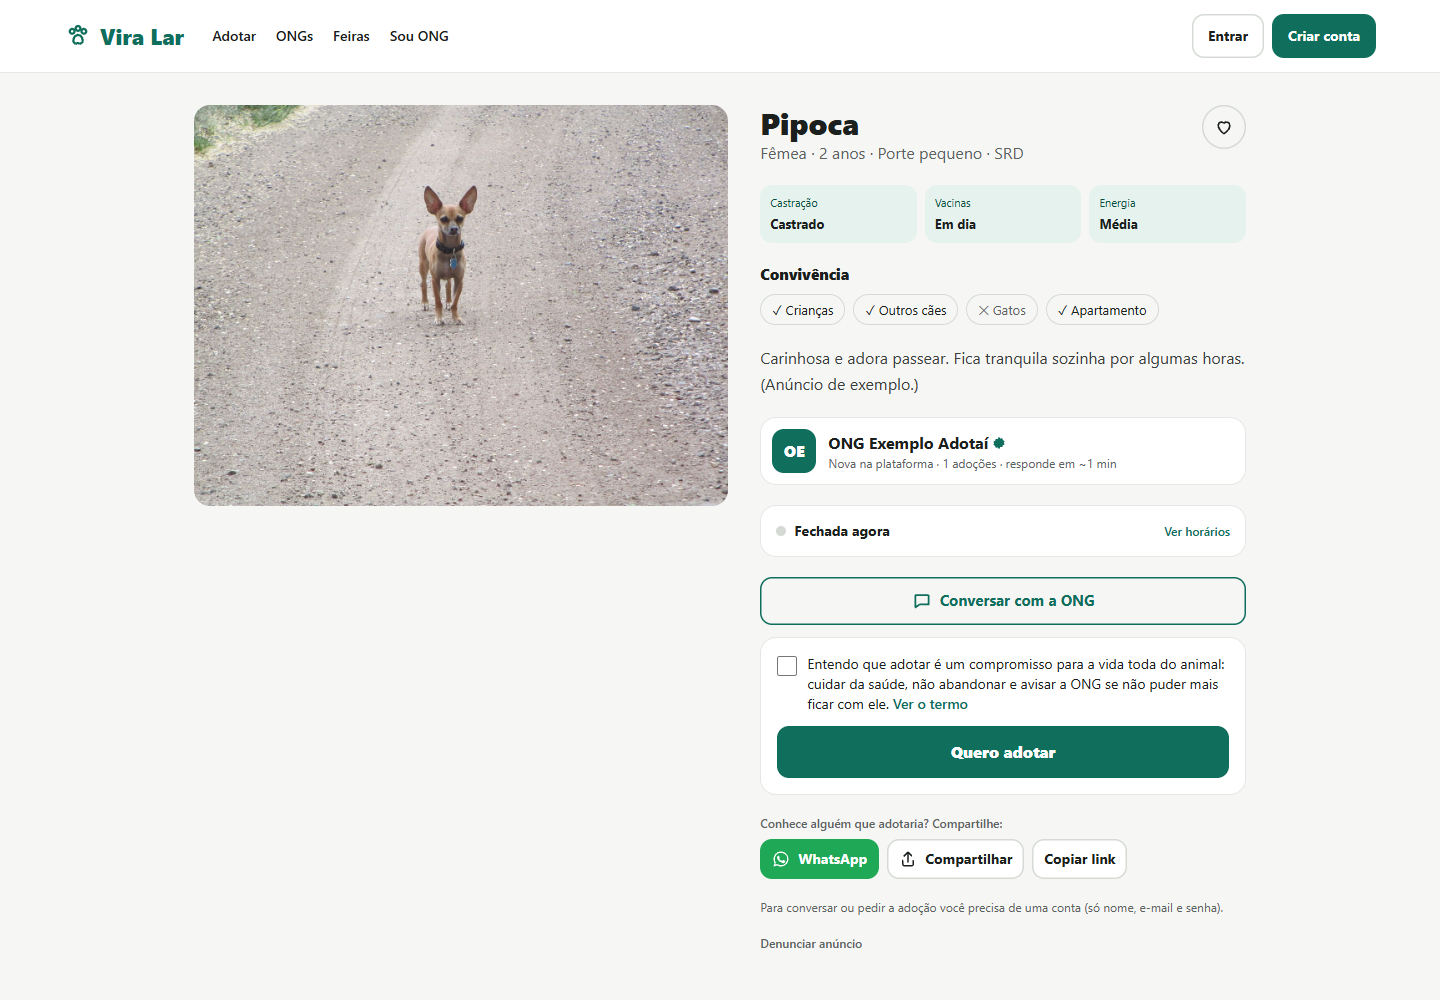 Vira Lar
Adotar
ONGs
Feiras
Sou ONG
Entrar
Criar conta
Pipoca
Fêmea · 2 anos · Porte pequeno · SRD
Castração
Castrado
Vacinas
Em dia
Energia
Média
Convivência
✓ Crianças
✓ Outros cães
✕ Gatos
✓ Apartamento
Carinhosa e adora passear. Fica tranquila sozinha por algumas horas.
(Anúncio de exemplo.)
OE
ONG Exemplo Adotaí
Nova na plataforma · 1 adoções · responde em ~1 min
Fechada agora
Ver horários
Conversar com a ONG
Entendo que adotar é um compromisso para a vida toda do animal:
cuidar da saúde, não abandonar e avisar a ONG se não puder mais
ficar com ele. Ver o termo
Quero adotar
Conhece alguém que adotaria? Compartilhe:
WhatsApp
Compartilhar
Copiar link
Para conversar ou pedir a adoção você precisa de uma conta (só nome, e-mail e senha).
Denunciar anúncio